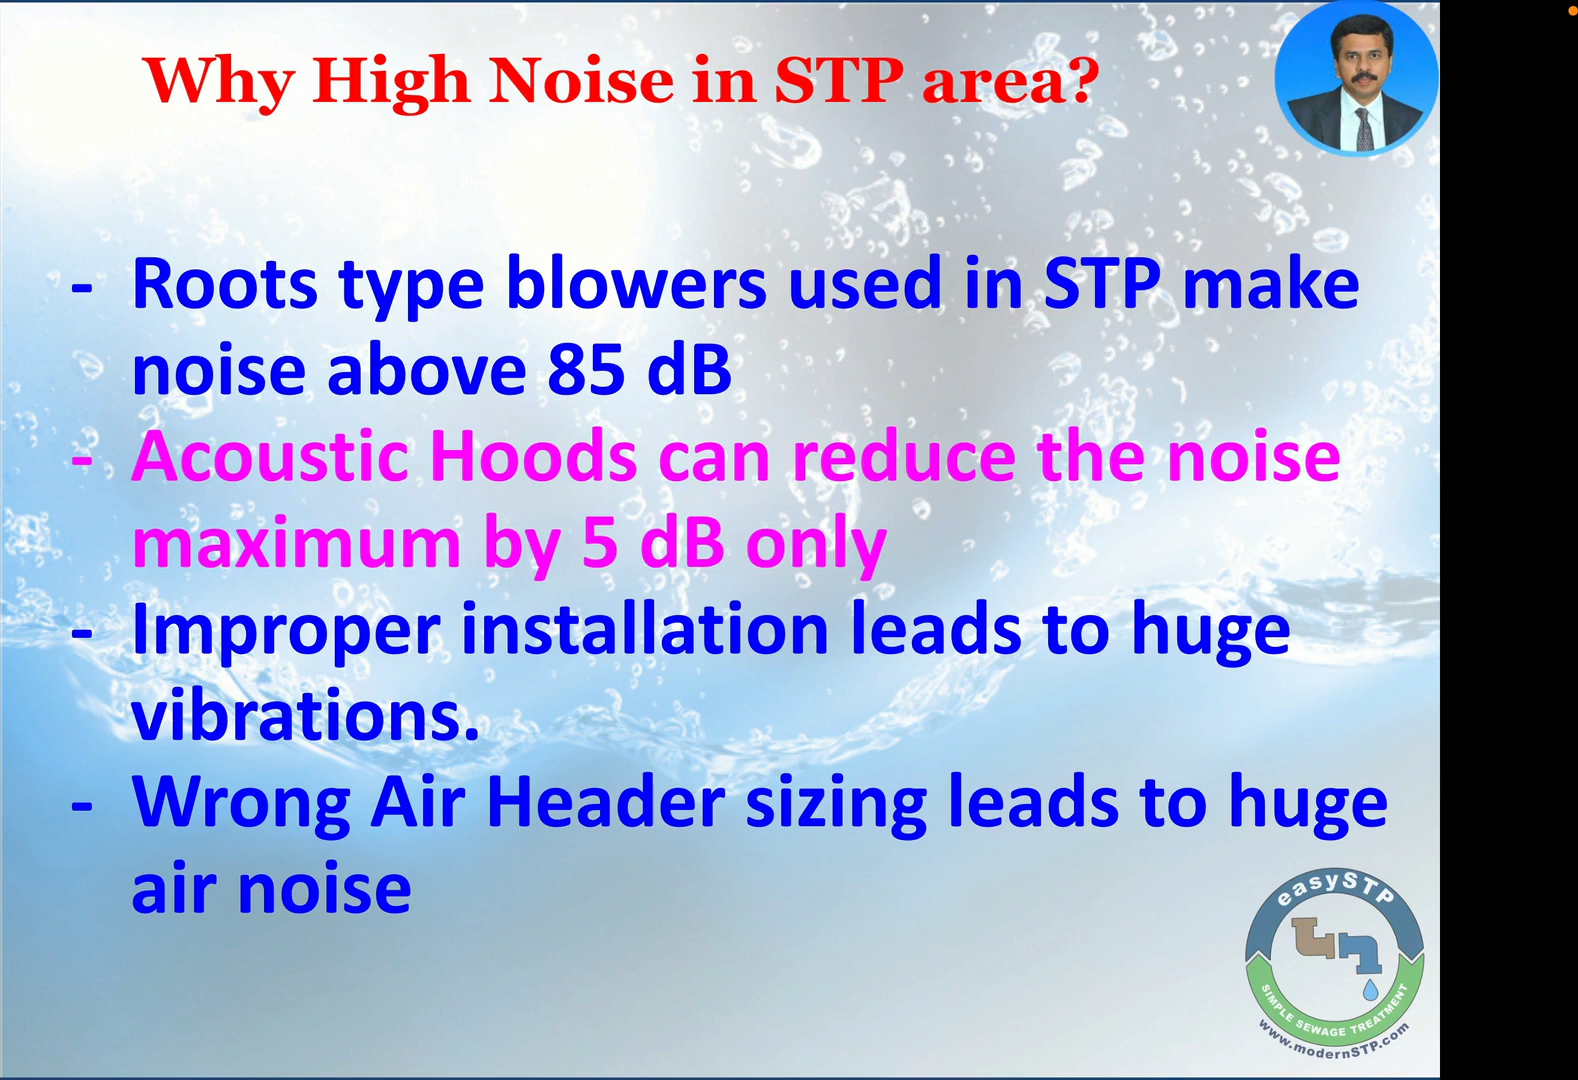 Why High Noise in STP area?
- Roots type blowers used in STP make
noise above 85 dB
- Acoustic Hoods can reduce the noise
maximum by 5 dB only
- Improper installation leads to huge
vibrations.
- Wrong Air Header sizing leads to huge
air noise
easySTP
SIMPLE SEWAGE TREATMENT
www.modernSTP.com